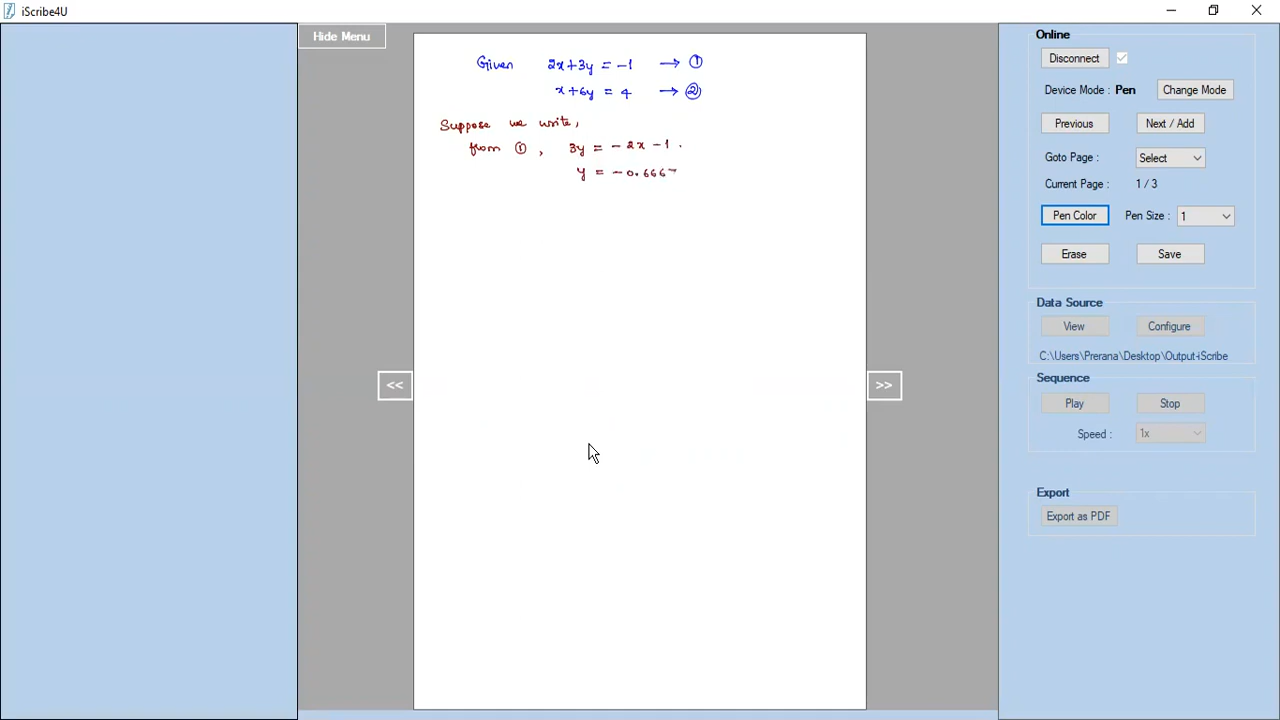 iScribe4U
Hide Menu
Given 2x+3y = -1 → ①
x+6y = 4 → ②
Suppose we write,
from ①, 3y = -2x-1.
y = -0.6667
<<
>>
Online
Disconnect
Device Mode : Pen Change Mode
Previous Next / Add
Goto Page : Select
Current Page : 1 / 3
Pen Color Pen Size : 1
Erase Save
Data Source
View Configure
C:\Users\Prerana\Desktop\Output-iScribe
Sequence
Play Stop
Speed : 1x
Export
Export as PDF